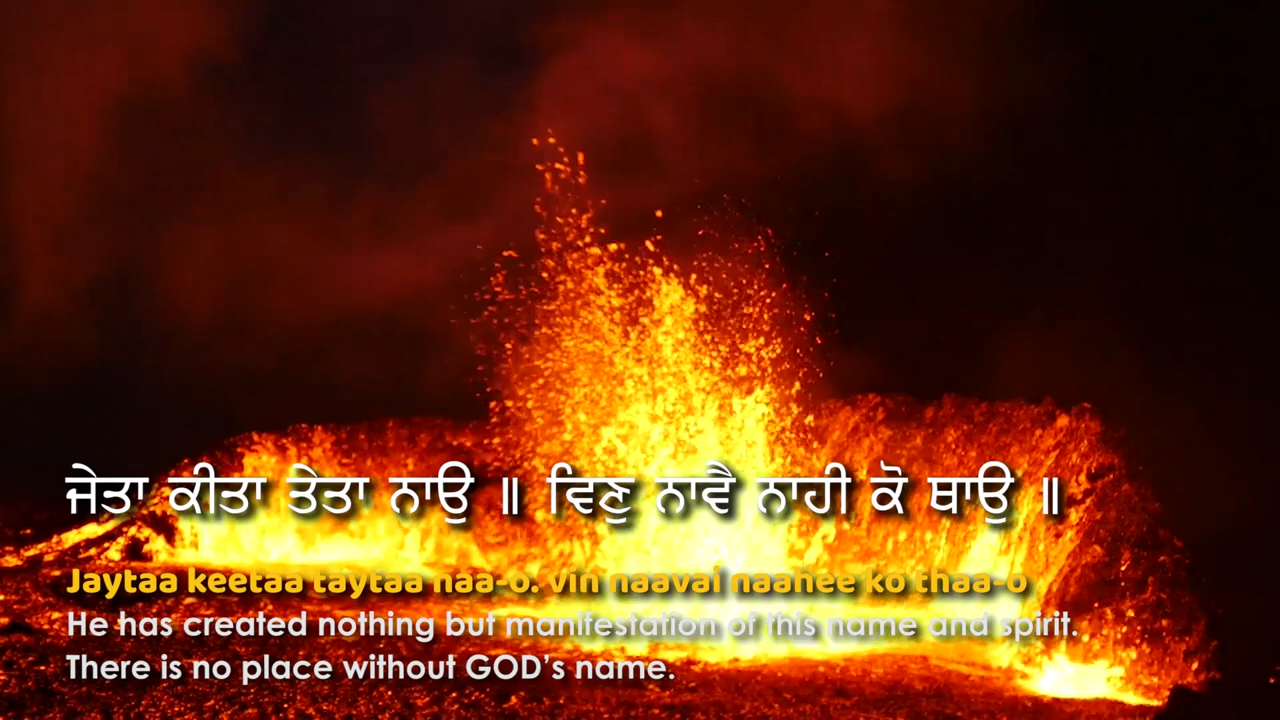 ਜੇਤਾ ਕੀਤਾ ਤੇਤਾ ਨਾਉ ॥ ਵਿਣੁ ਨਾਵੈ ਨਾਹੀ ਕੋ ਥਾਉ ॥
Jaytaa keetaa taytaa naa-o. vin naavai naahee ko thaa-o
He has created nothing but manifestation of this name and spirit.
There is no place without GOD’s name.